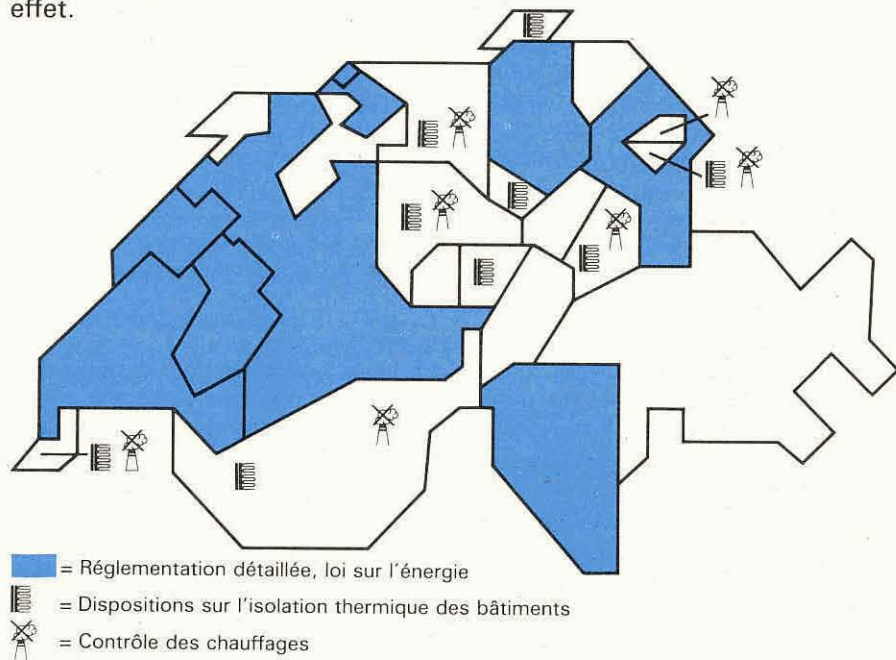 effet.
= Réglementation détaillée, loi sur l'énergie
= Dispositions sur l'isolation thermique des bâtiments
= Contrôle des chauffages